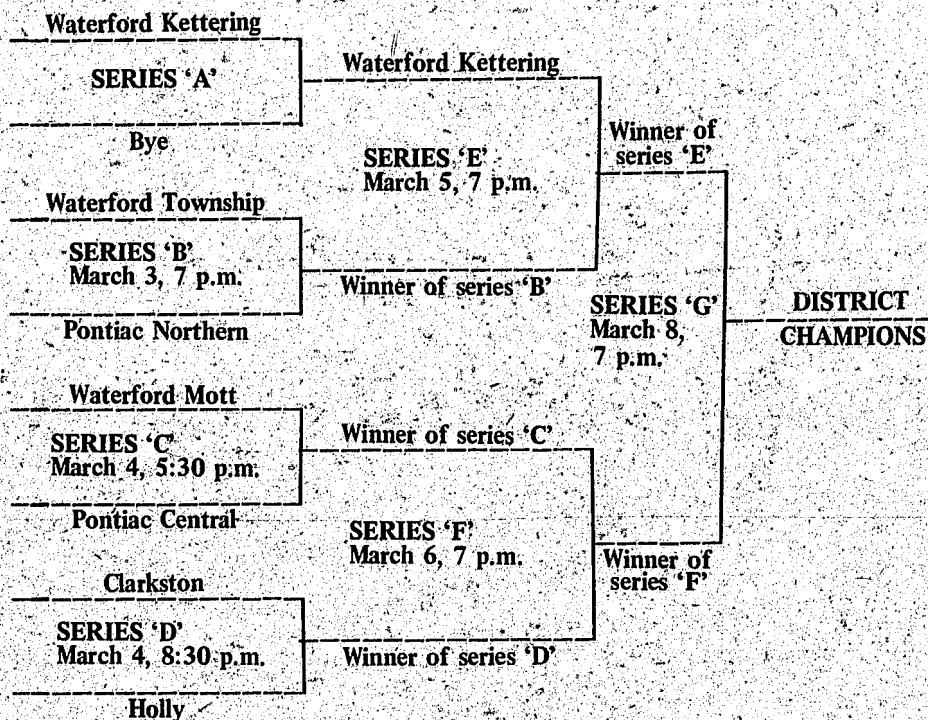 Waterford Kettering
SERIES ‘A’
Bye
Waterford Township
SERIES ‘B’
March 3, 7 p.m.
Pontiac Northern
Waterford Mott
SERIES ‘C’
March 4, 5:30 p.m.
Pontiac Central
Clarkston
SERIES ‘D’
March 4, 8:30 p.m.
Holly
Waterford Kettering
SERIES ‘E’
March 5, 7 p.m.
Winner of series ‘B’
Winner of series ‘C’
SERIES ‘F’
March 6, 7 p.m.
Winner of series ‘D’
Winner of
series ‘E’
SERIES ‘G’
March 8,
7 p.m.
Winner of
series ‘F’
DISTRICT
CHAMPIONS